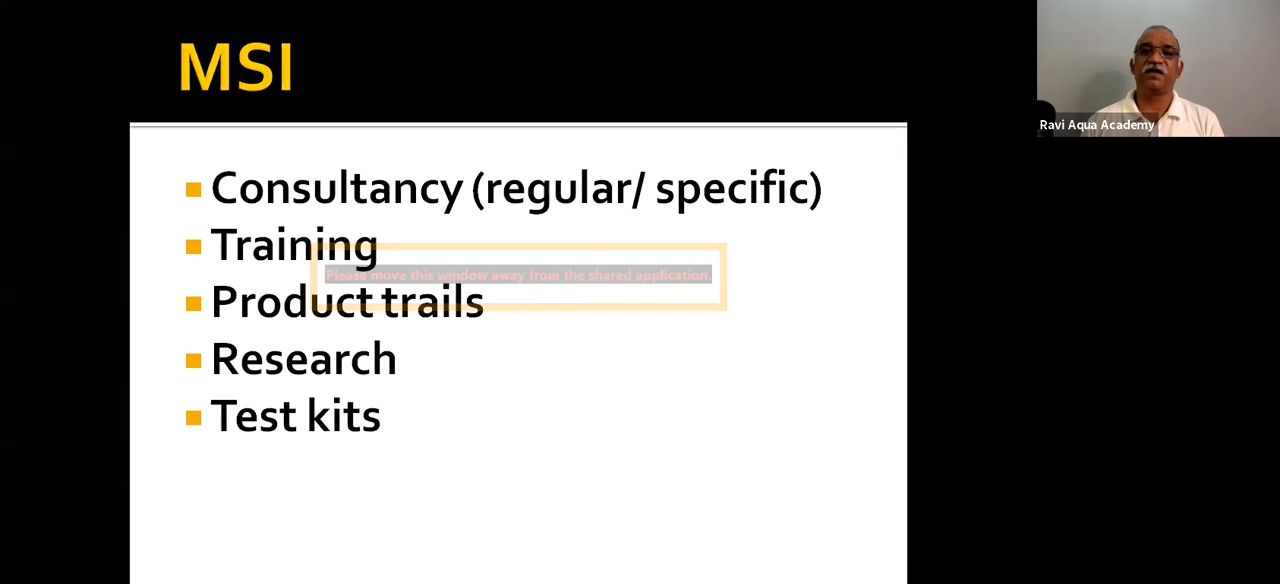 MSI
Ravi Aqua Academy
Consultancy (regular/ specific)
Training
Please move this window away from the shared application.
Product trails
Research
Test kits